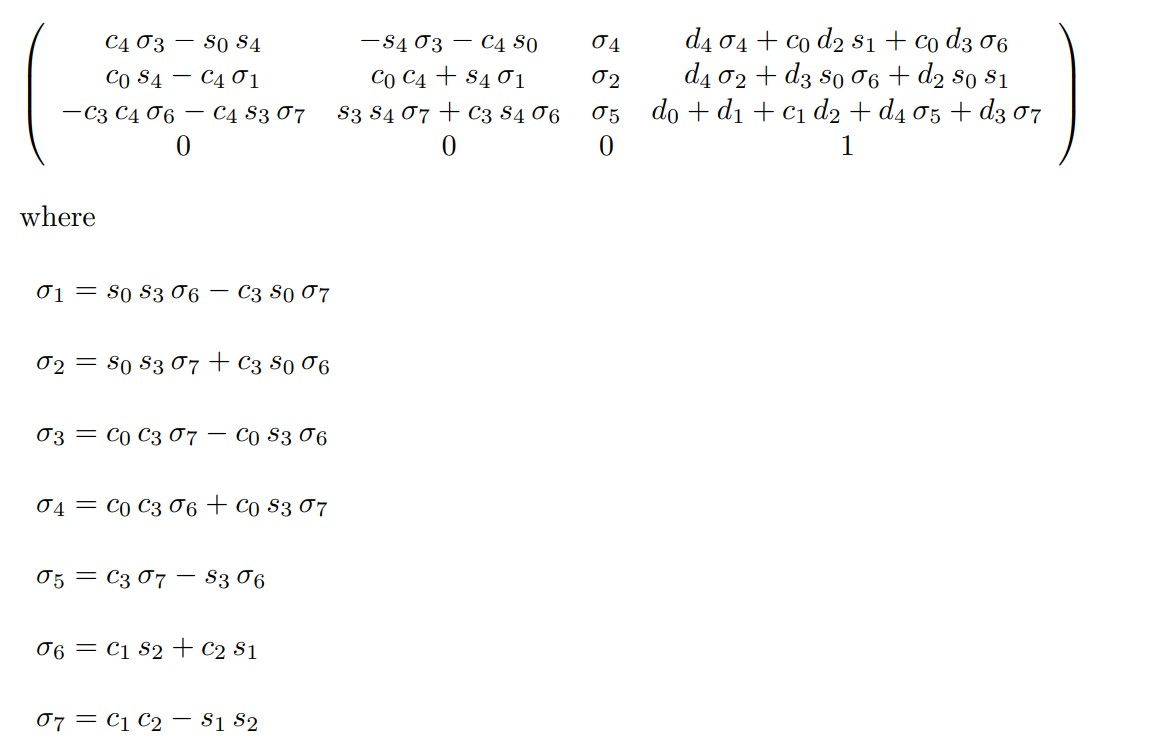 c₄ σ₃ − s₀ s₄ −s₄ σ₃ − c₄ s₀ σ₄ d₄ σ₄ + c₀ d₂ s₁ + c₀ d₃ σ₆
c₀ s₄ − c₄ σ₁ c₀ c₄ + s₄ σ₁ σ₂ d₄ σ₂ + d₃ s₀ σ₆ + d₂ s₀ s₁
−c₃ c₄ σ₆ − c₄ s₃ σ₇ s₃ s₄ σ₇ + c₃ s₄ σ₆ σ₅ d₀ + d₁ + c₁ d₂ + d₄ σ₅ + d₃ σ₇
0 0 0 1
where
σ₁ = s₀ s₃ σ₆ − c₃ s₀ σ₇
σ₂ = s₀ s₃ σ₇ + c₃ s₀ σ₆
σ₃ = c₀ c₃ σ₇ − c₀ s₃ σ₆
σ₄ = c₀ c₃ σ₆ + c₀ s₃ σ₇
σ₅ = c₃ σ₇ − s₃ σ₆
σ₆ = c₁ s₂ + c₂ s₁
σ₇ = c₁ c₂ − s₁ s₂